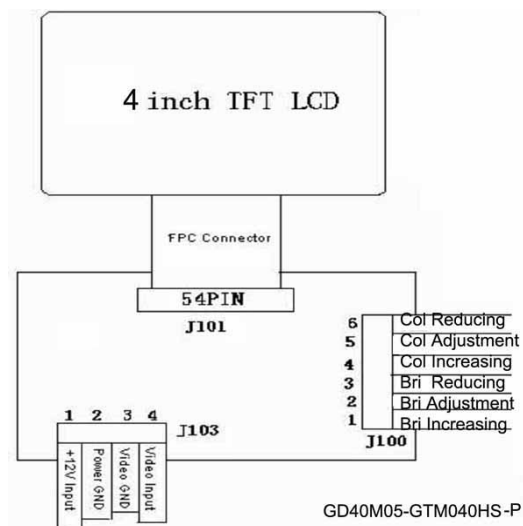 4 inch TFT LCD
FPC Connector
54PIN
J101
6 Col Reducing
5 Col Adjustment
4 Col Increasing
3 Bri Reducing
2 Bri Adjustment
1 Bri Increasing
J100
1 2 3 4
J103
+12V Input
Power GND
Video GND
Video Input
GD40M05-GTM040HS-P